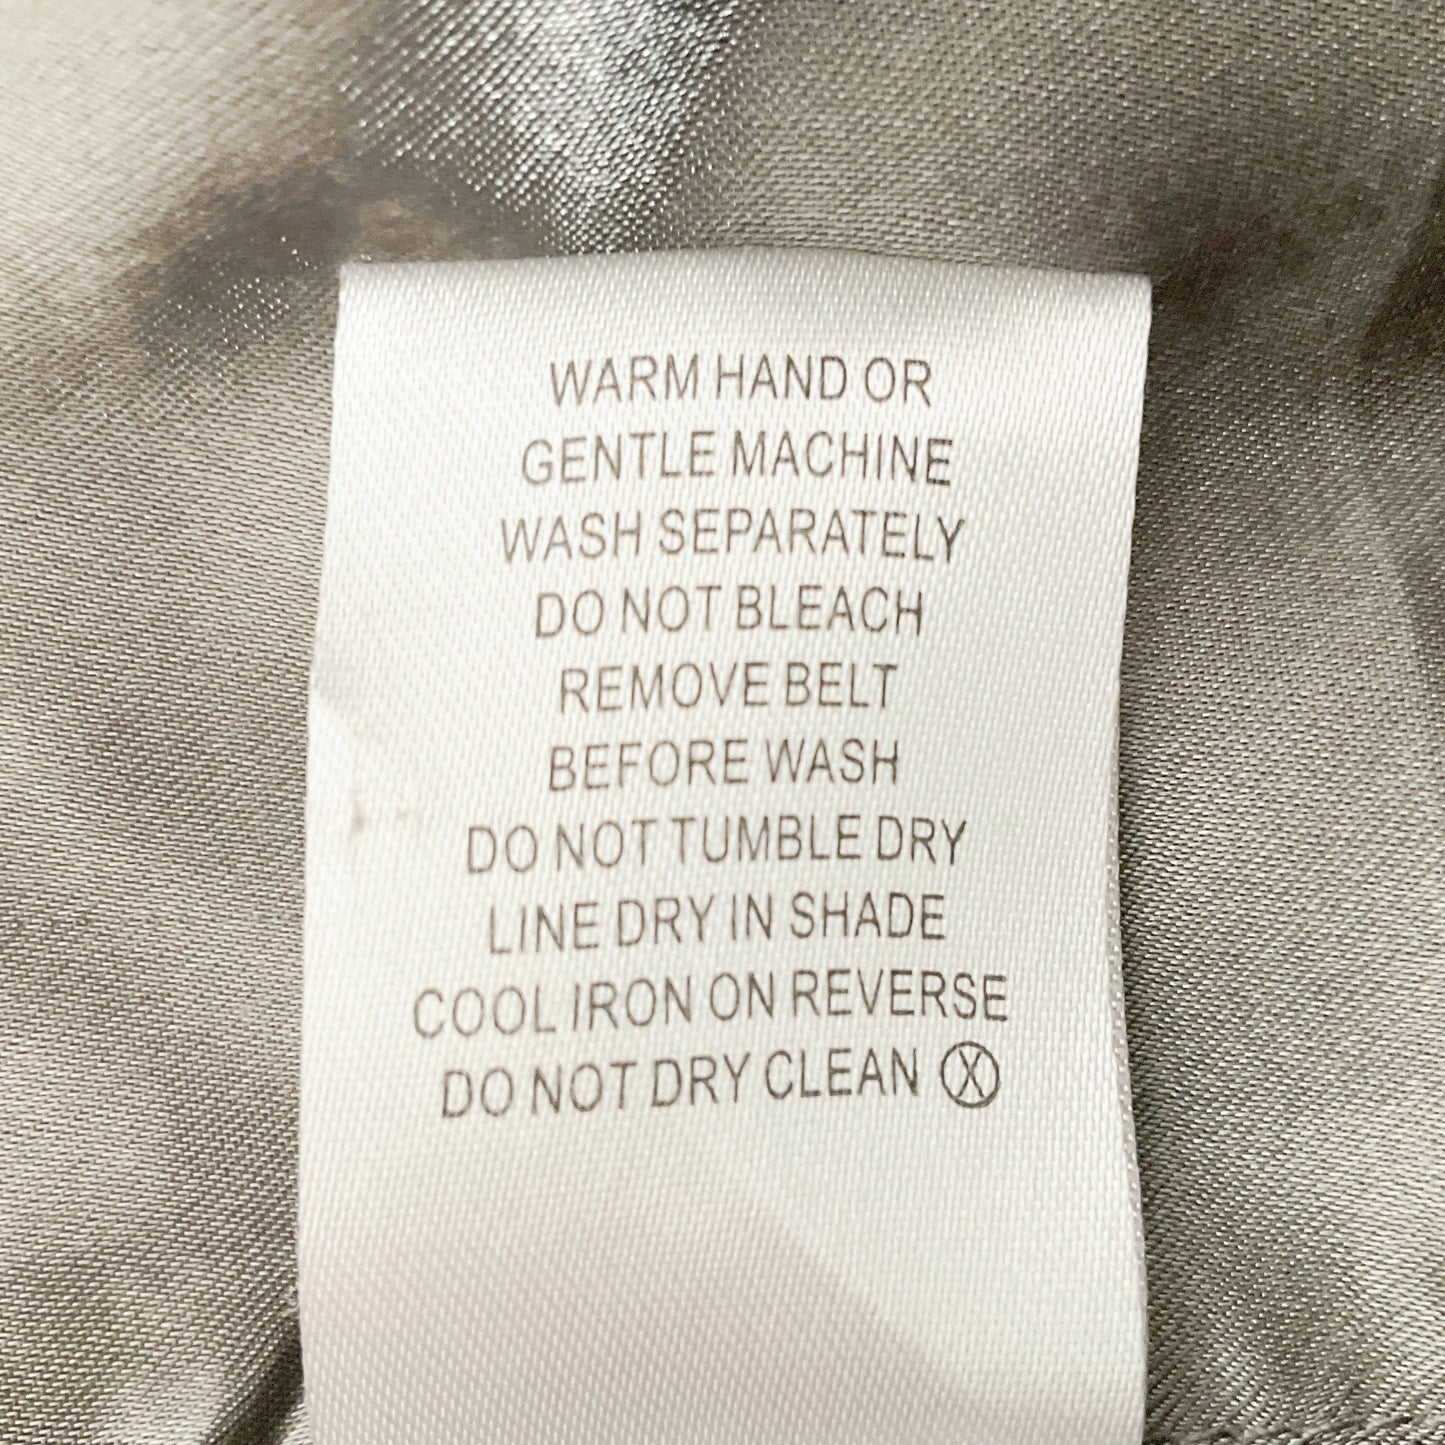 WARM HAND OR
GENTLE MACHINE
WASH SEPARATELY
DO NOT BLEACH
REMOVE BELT
BEFORE WASH
DO NOT TUMBLE DRY
LINE DRY IN SHADE
COOL IRON ON REVERSE
DO NOT DRY CLEAN Ⓧ